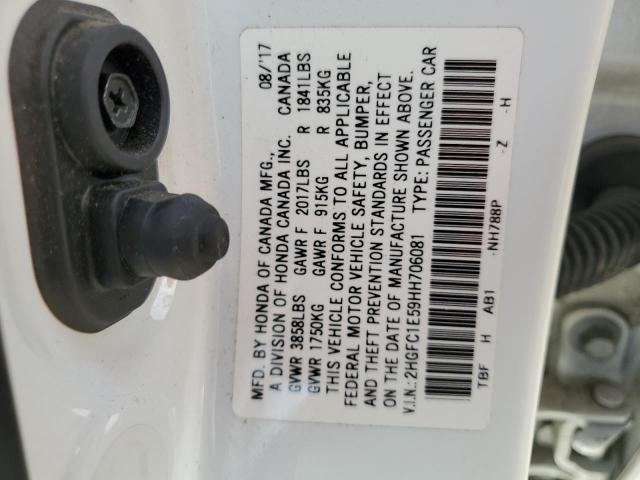 MFD. BY HONDA OF CANADA MFG., 08/'17
A DIVISION OF HONDA CANADA INC. CANADA
GVWR 3858LBS GAWR F 2017LBS R 1841LBS
GVWR 1750KG GAWR F 915KG R 835KG
THIS VEHICLE CONFORMS TO ALL APPLICABLE
FEDERAL MOTOR VEHICLE SAFETY, BUMPER,
AND THEFT PREVENTION STANDARDS IN EFFECT
ON THE DATE OF MANUFACTURE SHOWN ABOVE.
V.I.N.:2HGFC1E59HH706081 TYPE: PASSENGER CAR
TBF H AB1 -NH788P -Z -H